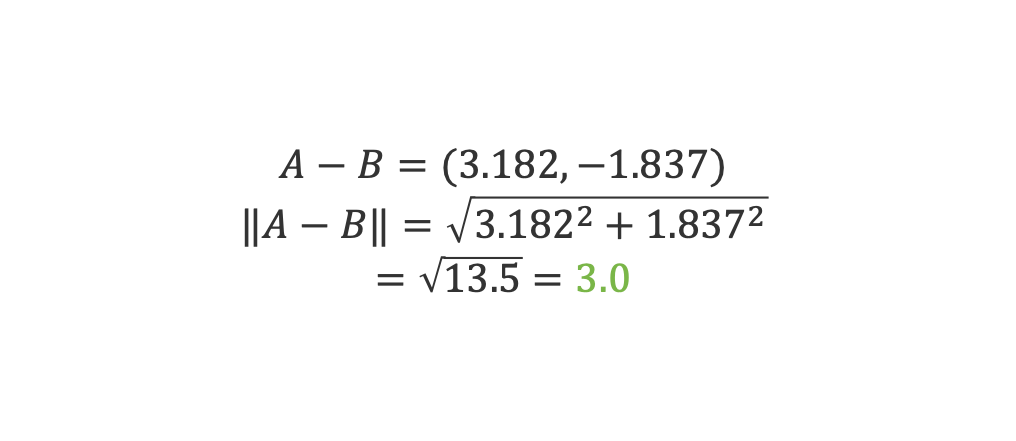 A − B = (3.182, −1.837)
‖A − B‖ = √3.182² + 1.837²
= √13.5 = 3.0